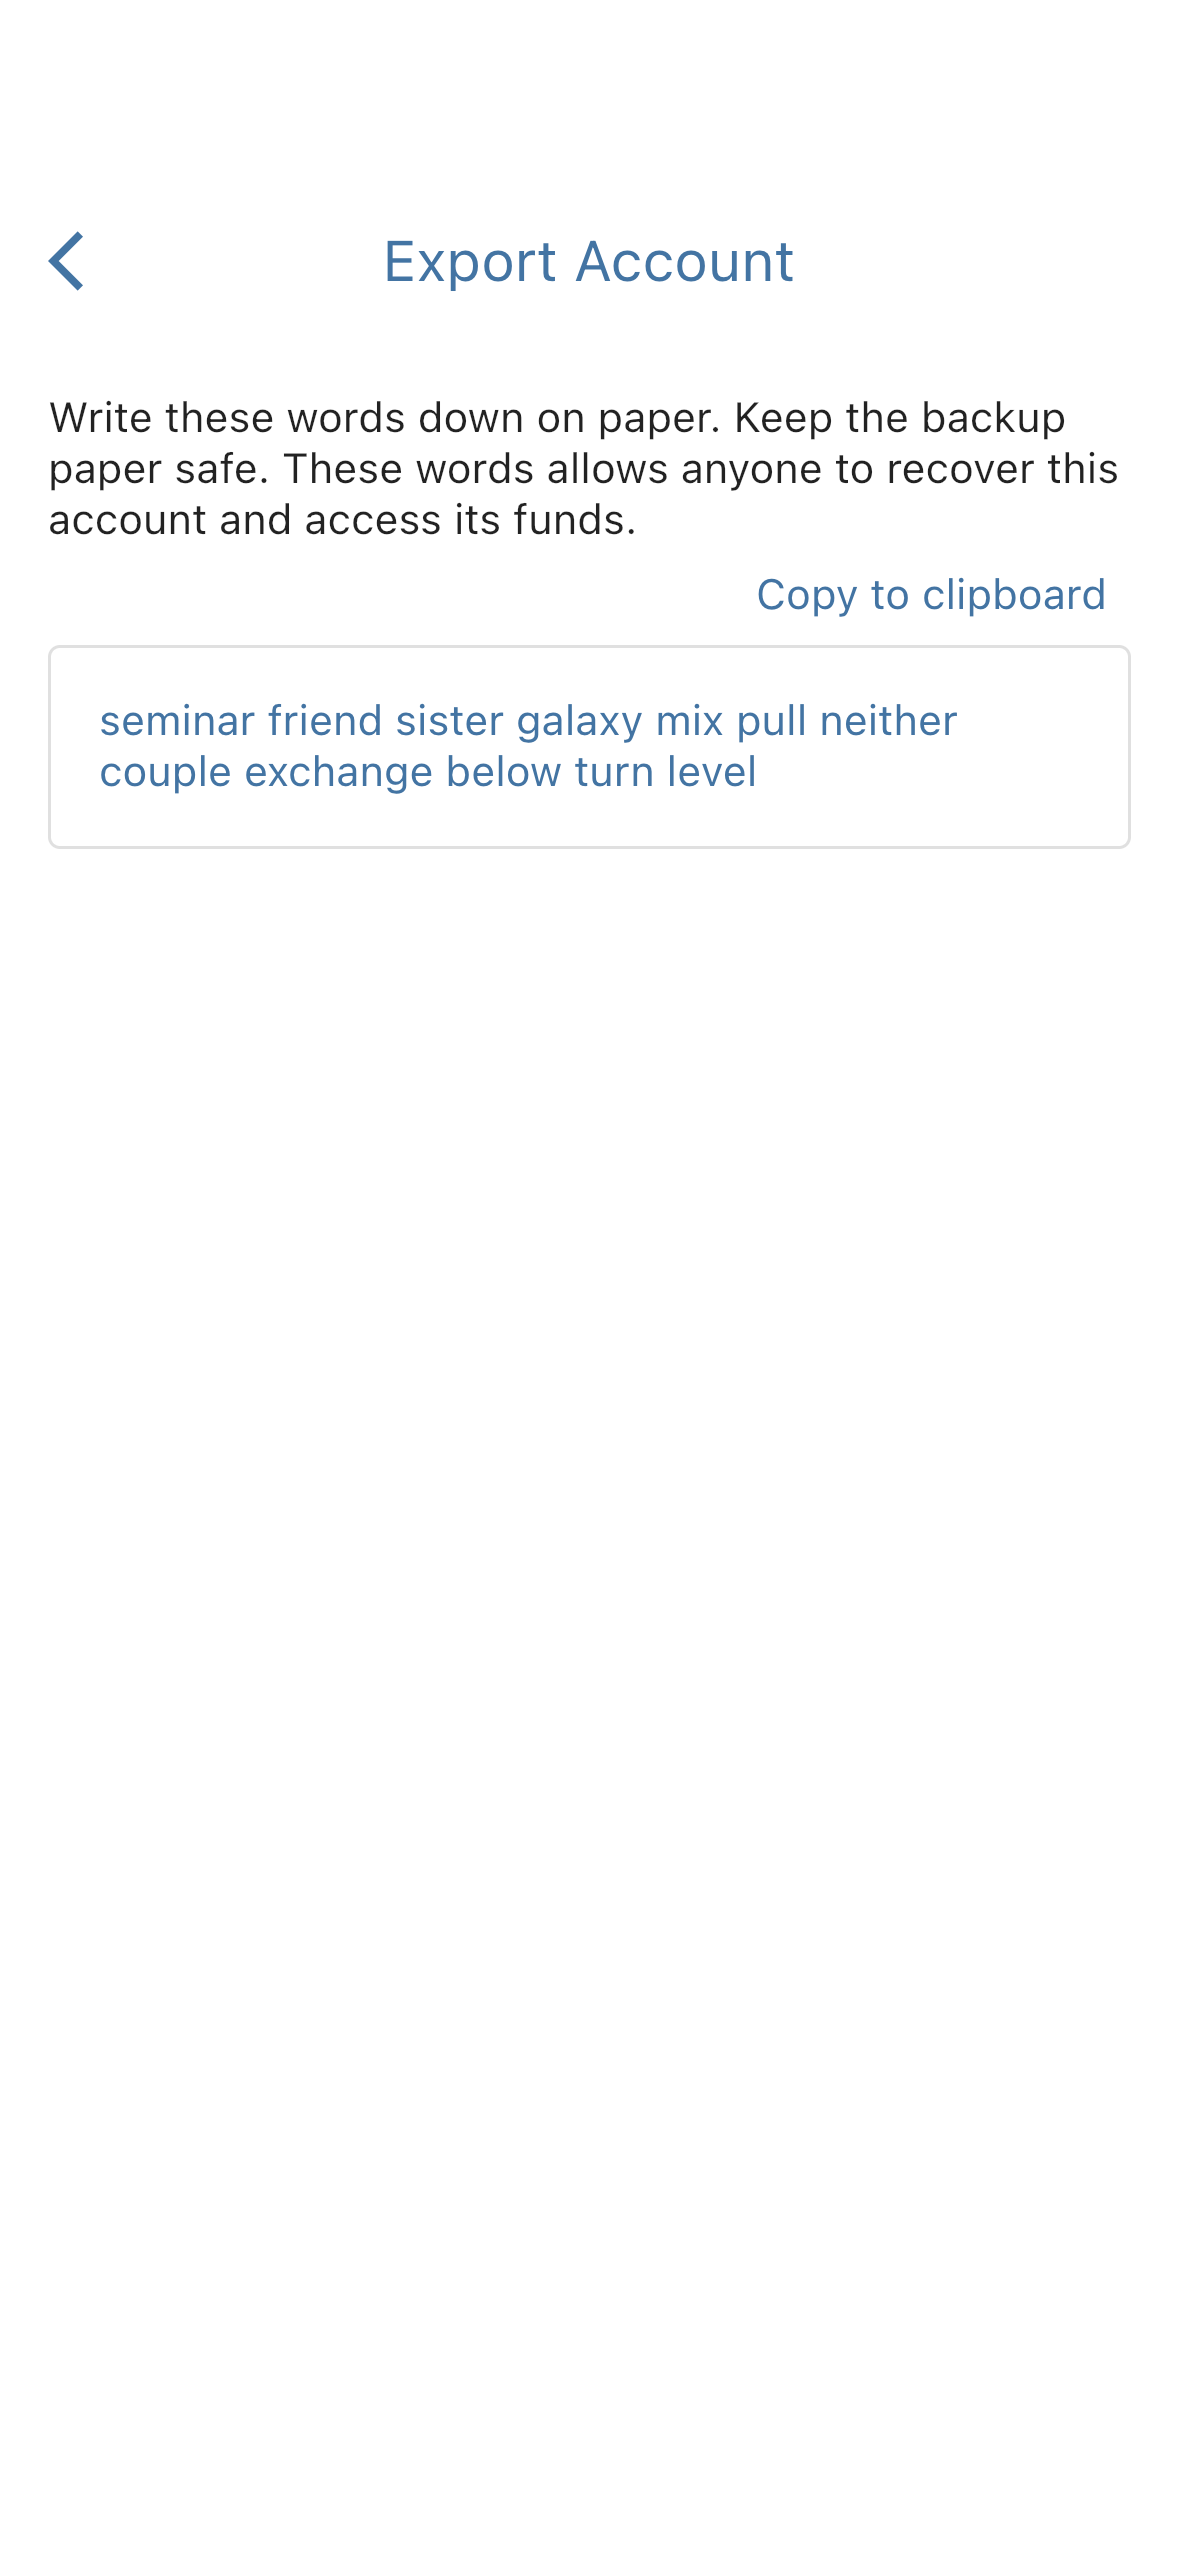 Export Account
Write these words down on paper. Keep the backup
paper safe. These words allows anyone to recover this
account and access its funds.
Copy to clipboard
seminar friend sister galaxy mix pull neither
couple exchange below turn level